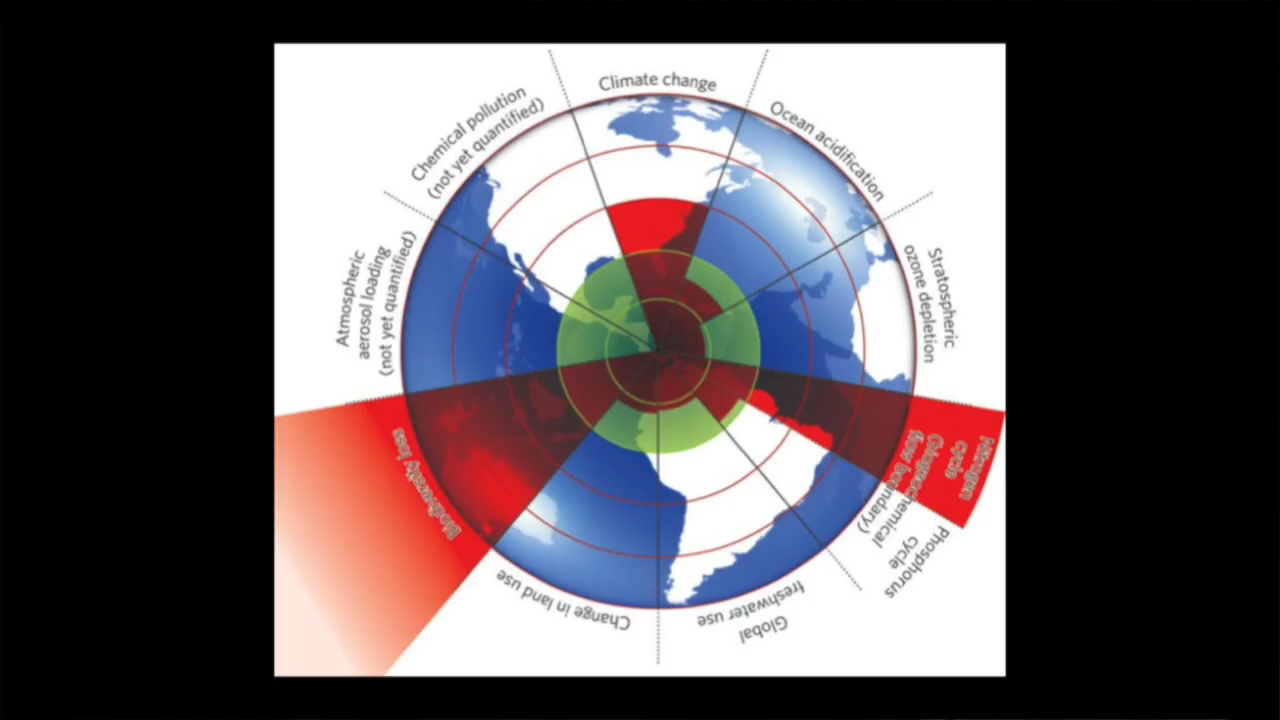 Climate change
Ocean acidification
Stratospheric
ozone depletion
Nitrogen
cycle
(biogeochemical
flow boundary)
Phosphorus
cycle
Global
freshwater use
Change in land use
Biodiversity loss
Atmospheric
aerosol loading
(not yet quantified)
Chemical pollution
(not yet quantified)